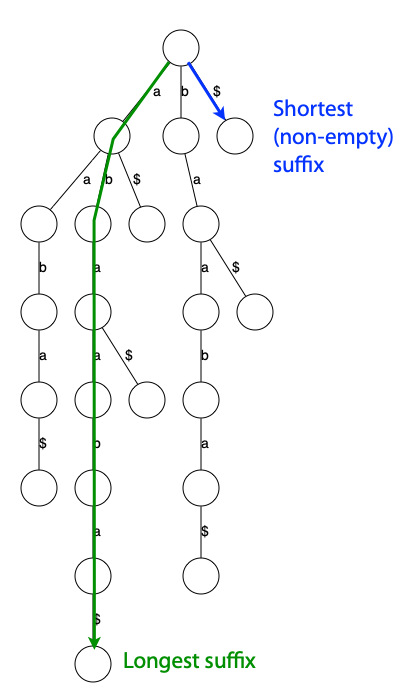 a b $
Shortest
(non-empty)
suffix
a b $ a
b a a $
a a $ b
$ b a
a $
$
Longest suffix